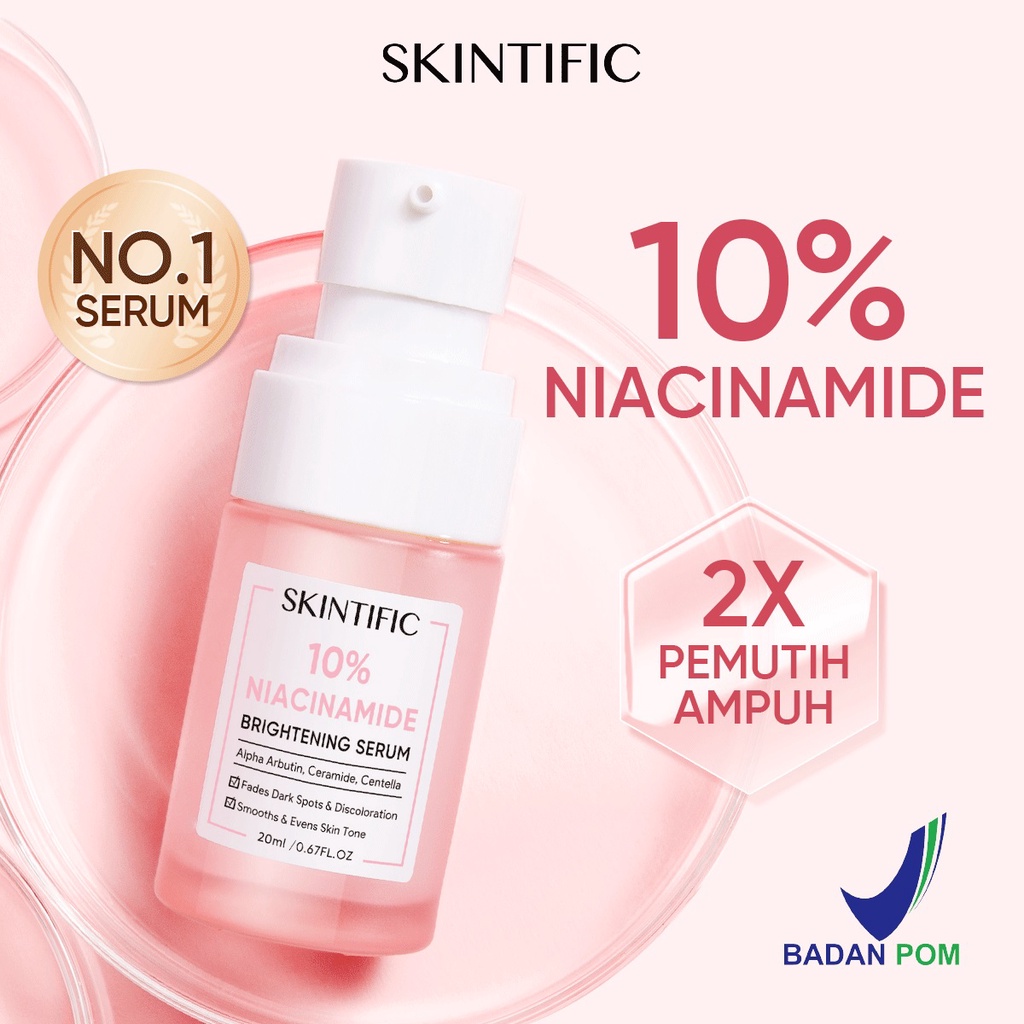 SKINTIFIC
NO.1
SERUM
10%
NIACINAMIDE
2X
PEMUTIH
AMPUH
SKINTIFIC
10%
NIACINAMIDE
BRIGHTENING SERUM
Alpha Arbutin, Ceramide, Centella
Fades Dark Spots & Discoloration
Smooths & Evens Skin Tone
20ml /0.67FL.OZ
BADAN POM